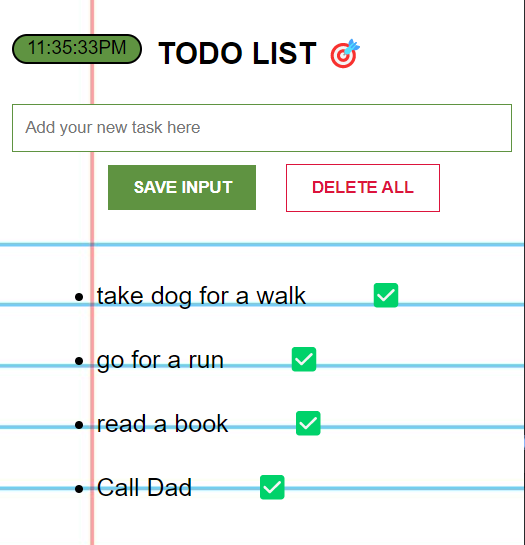 11:35:33PM TODO LIST 🎯
Add your new task here
SAVE INPUT DELETE ALL
• take dog for a walk ✅
• go for a run ✅
• read a book ✅
• Call Dad ✅